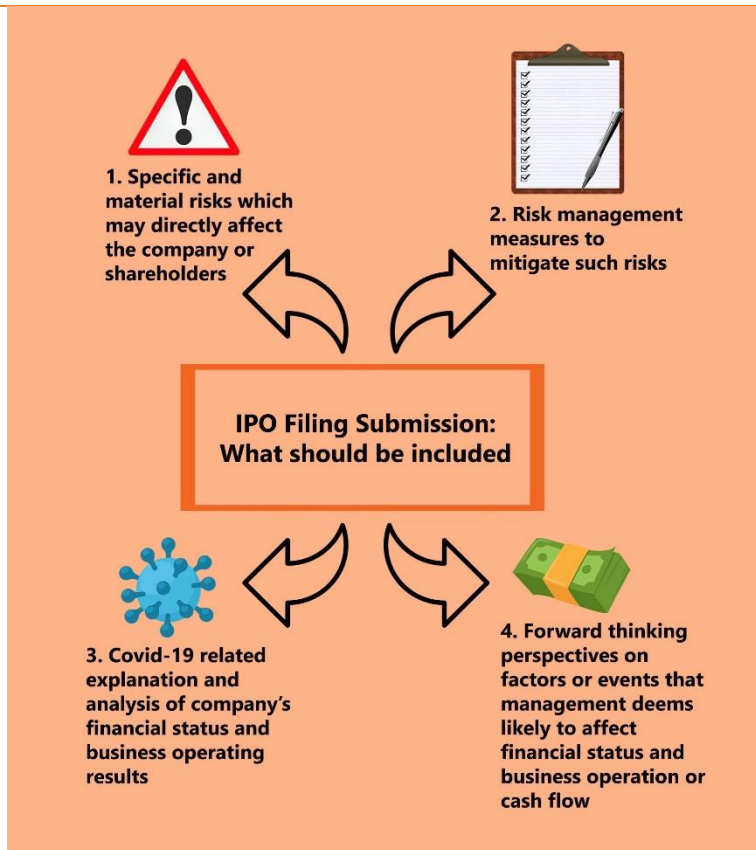 1. Specific and
material risks which
may directly affect
the company or
shareholders
2. Risk management
measures to
mitigate such risks
IPO Filing Submission:
What should be included
3. Covid-19 related
explanation and
analysis of company's
financial status and
business operating
results
4. Forward thinking
perspectives on
factors or events that
management deems
likely to affect
financial status and
business operation or
cash flow